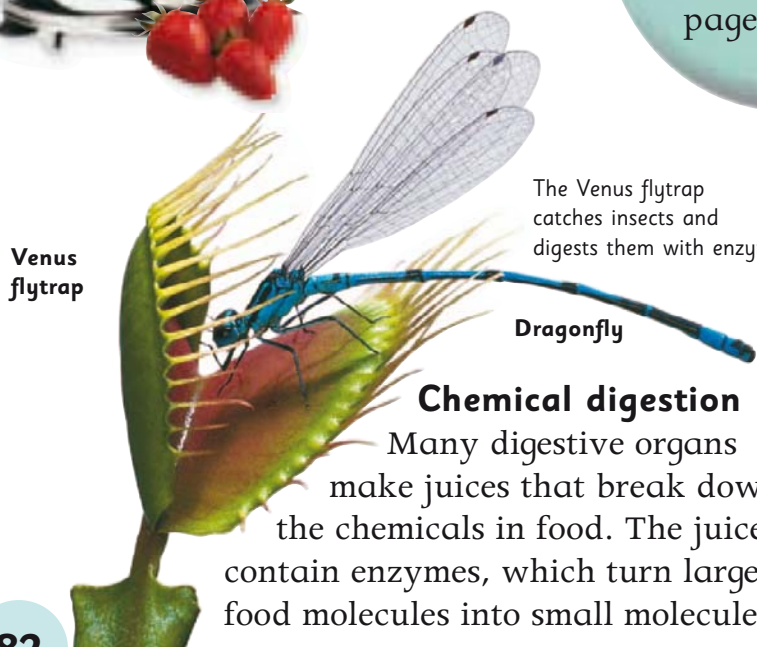 page
The Venus flytrap
catches insects and
digests them with enzy
Venus
flytrap
Dragonfly
Chemical digestion
Many digestive organs
make juices that break dow
the chemicals in food. The juice
contain enzymes, which turn large
food molecules into small molecule
82